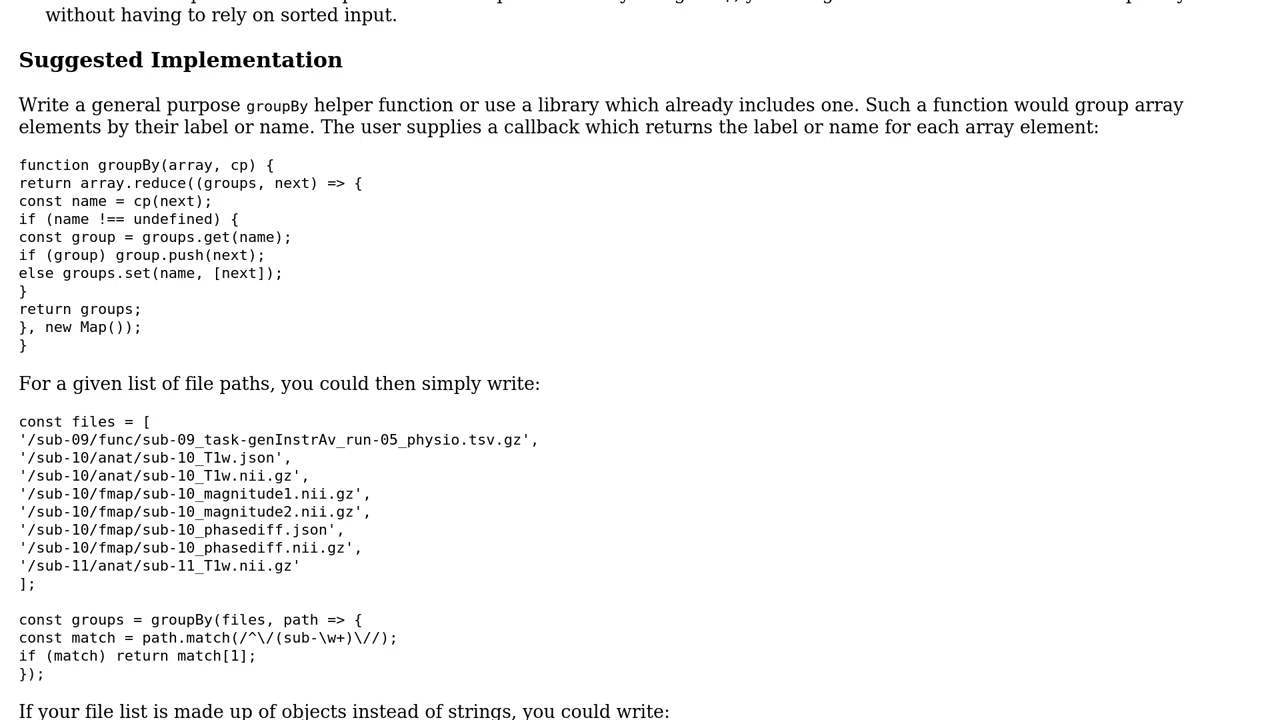 without having to rely on sorted input.
Suggested Implementation
Write a general purpose groupBy helper function or use a library which already includes one. Such a function would group array
elements by their label or name. The user supplies a callback which returns the label or name for each array element:
function groupBy(array, cp) {
return array.reduce((groups, next) => {
const name = cp(next);
if (name !== undefined) {
const group = groups.get(name);
if (group) group.push(next);
else groups.set(name, [next]);
}
return groups;
}, new Map());
}
For a given list of file paths, you could then simply write:
const files = [
'/sub-09/func/sub-09_task-genInstrAv_run-05_physio.tsv.gz',
'/sub-10/anat/sub-10_T1w.json',
'/sub-10/anat/sub-10_T1w.nii.gz',
'/sub-10/fmap/sub-10_magnitude1.nii.gz',
'/sub-10/fmap/sub-10_magnitude2.nii.gz',
'/sub-10/fmap/sub-10_phasediff.json',
'/sub-10/fmap/sub-10_phasediff.nii.gz',
'/sub-11/anat/sub-11_T1w.nii.gz'
];
const groups = groupBy(files, path => {
const match = path.match(/^\/(sub-\w+)\//);
if (match) return match[1];
});
If your file list is made up of objects instead of strings, you could write: